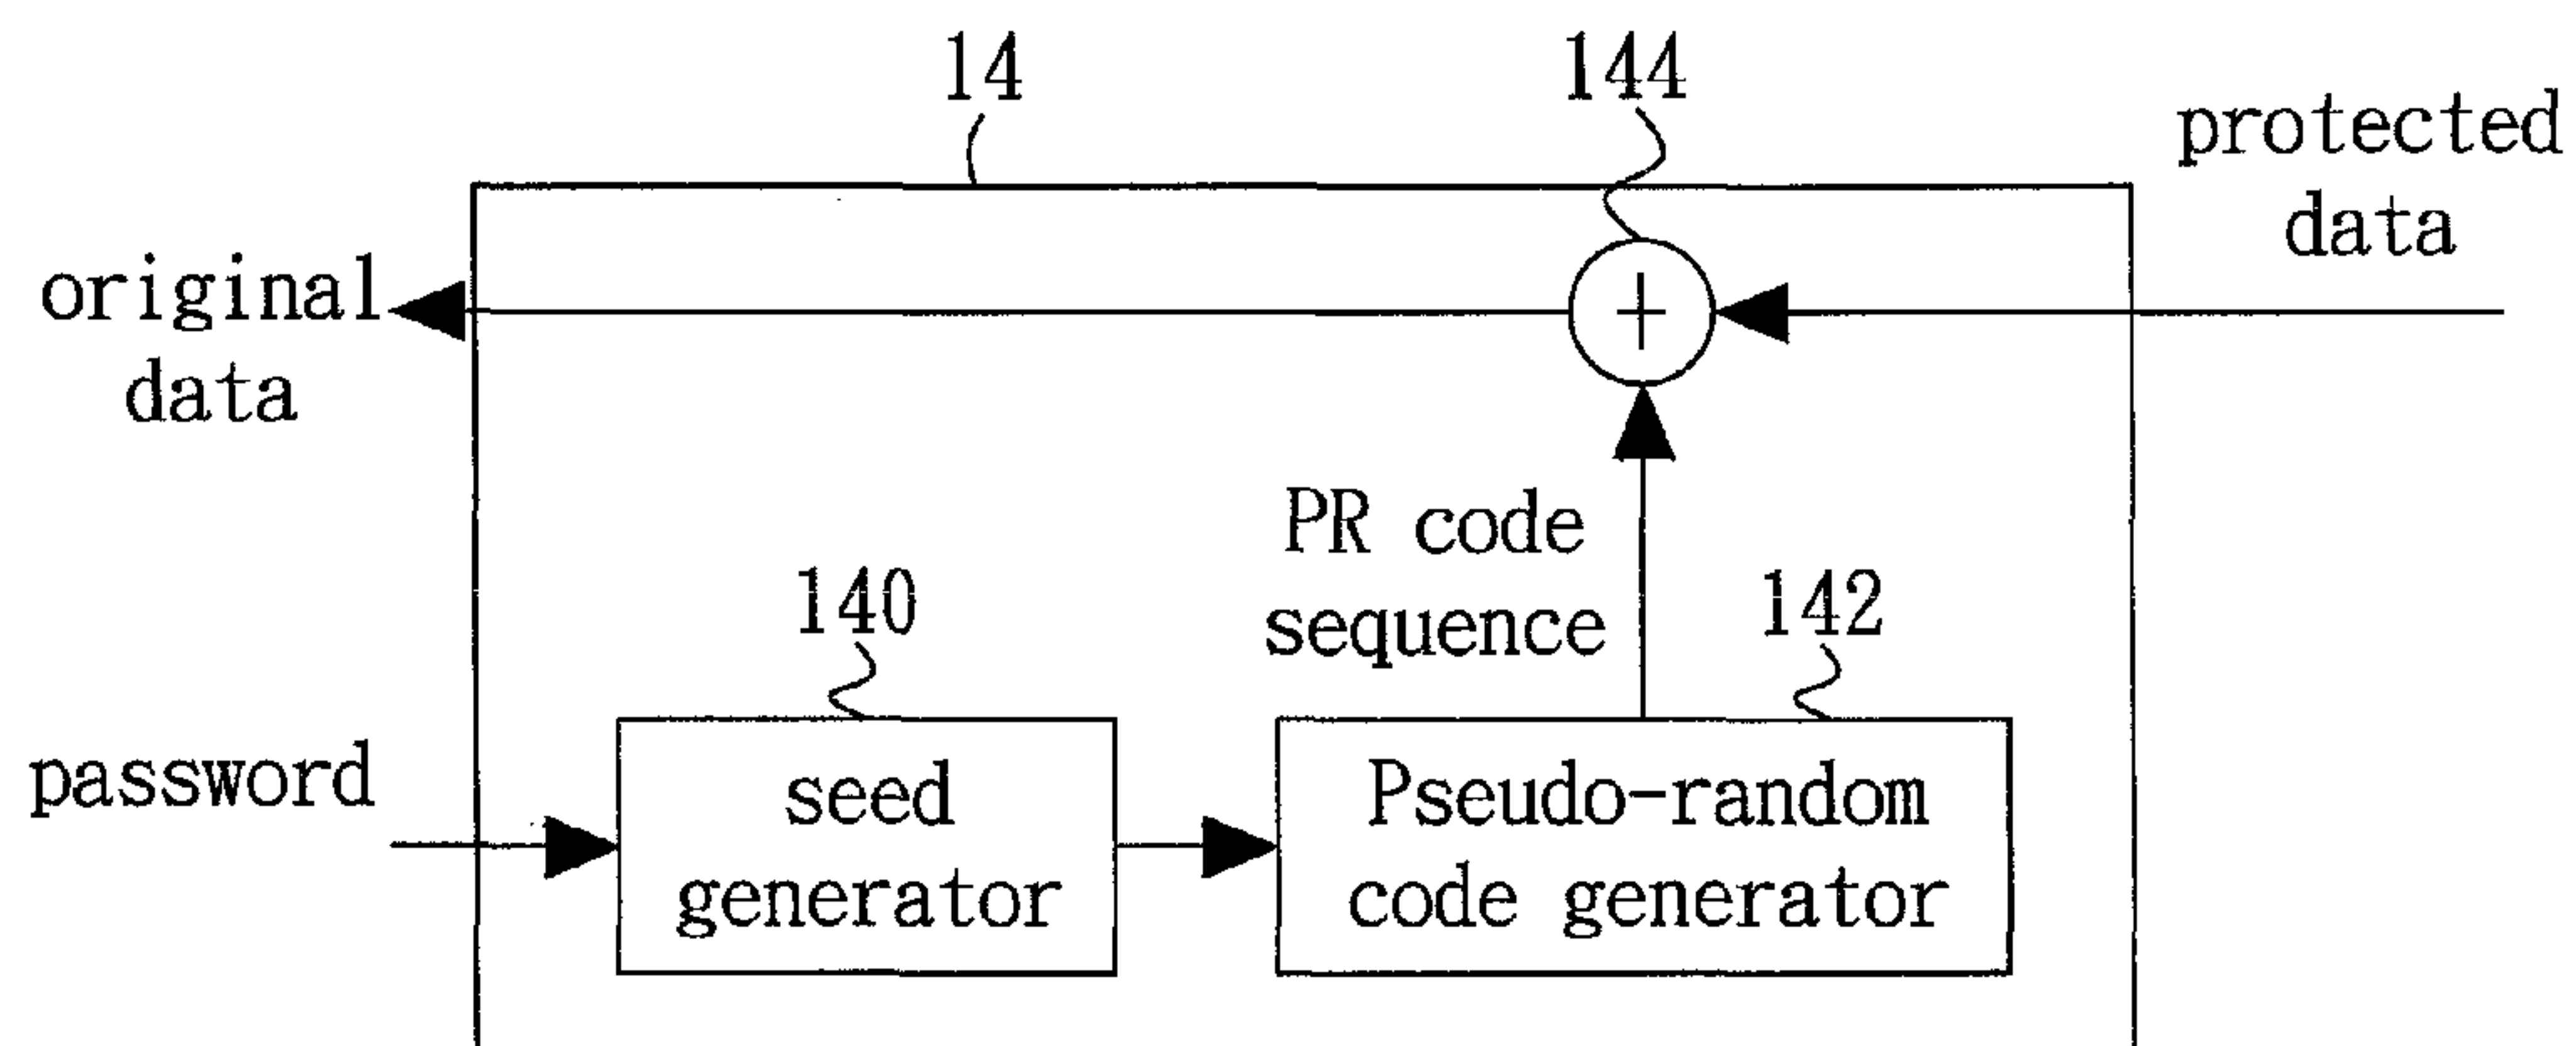 14
144
protected
data
original
data
PR code
sequence
140
142
password
seed
generator
Pseudo-random
code generator